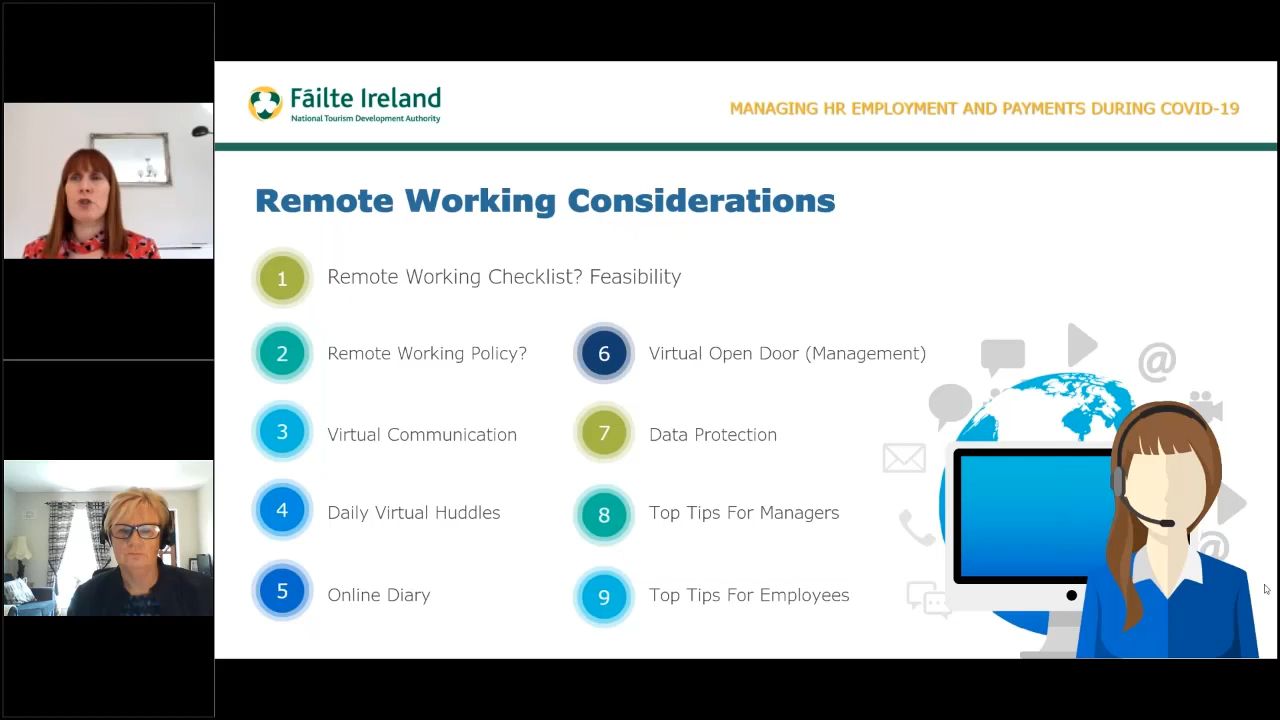 Fáilte Ireland
National Tourism Development Authority
MANAGING HR EMPLOYMENT AND PAYMENTS DURING COVID-19
Remote Working Considerations
1 Remote Working Checklist? Feasibility
2 Remote Working Policy?
3 Virtual Communication
4 Daily Virtual Huddles
5 Online Diary
6 Virtual Open Door (Management)
7 Data Protection
8 Top Tips For Managers
9 Top Tips For Employees
@
@